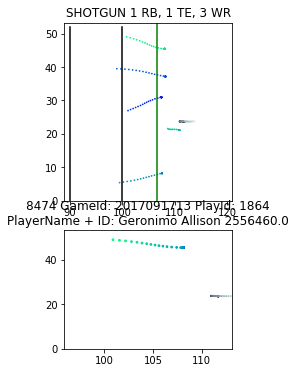 SHOTGUN 1 RB, 1 TE, 3 WR
50
40
30
20
10
0
90 100 110 120
8474 GameId: 2017091713 PlayId: 1864
PlayerName + ID: Geronimo Allison 2556460.0
40
20
0
100 105 110